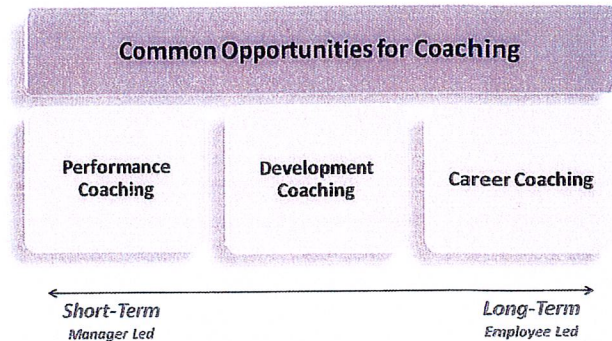 Common Opportunities for Coaching
Performance
Coaching
Development
Coaching
Career Coaching
Short-Term
Manager Led
Long-Term
Employee Led